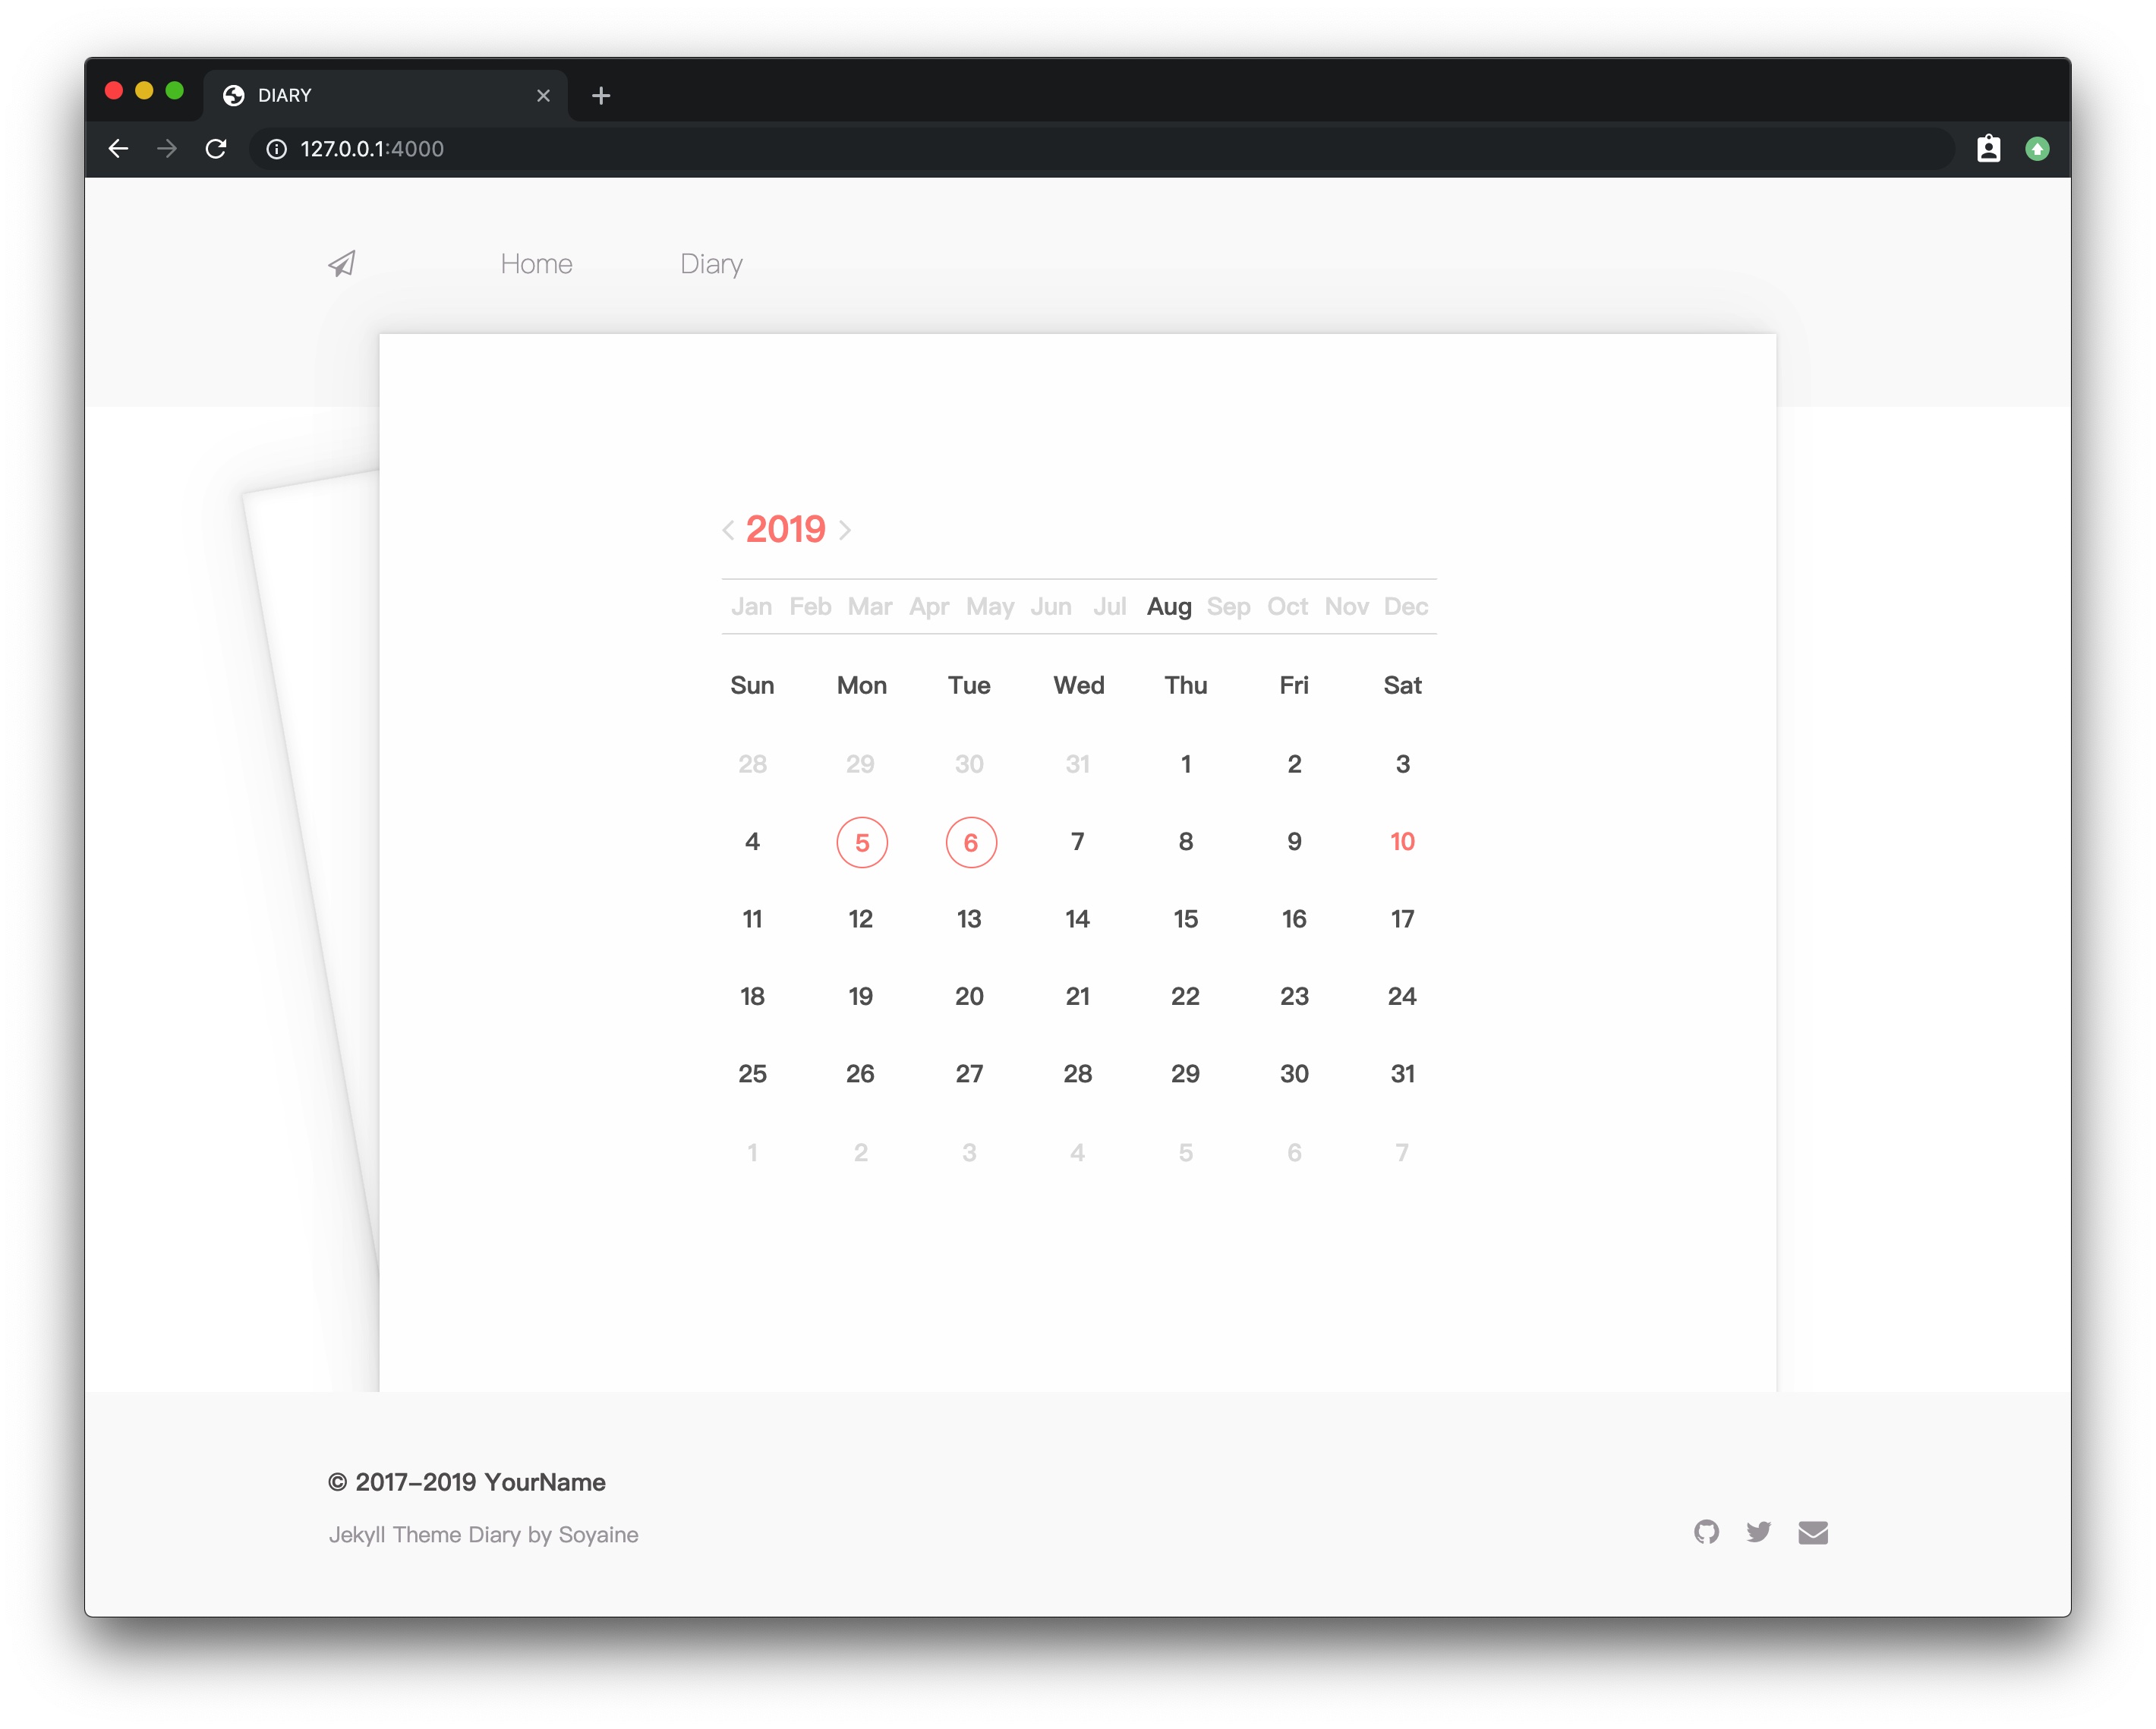 DIARY
127.0.0.1:4000
Home Diary
2019
Jan Feb Mar Apr May Jun Jul Aug Sep Oct Nov Dec
Sun Mon Tue Wed Thu Fri Sat
28 29 30 31 1 2 3
4 5 6 7 8 9 10
11 12 13 14 15 16 17
18 19 20 21 22 23 24
25 26 27 28 29 30 31
1 2 3 4 5 6 7
© 2017–2019 YourName
Jekyll Theme Diary by Soyaine